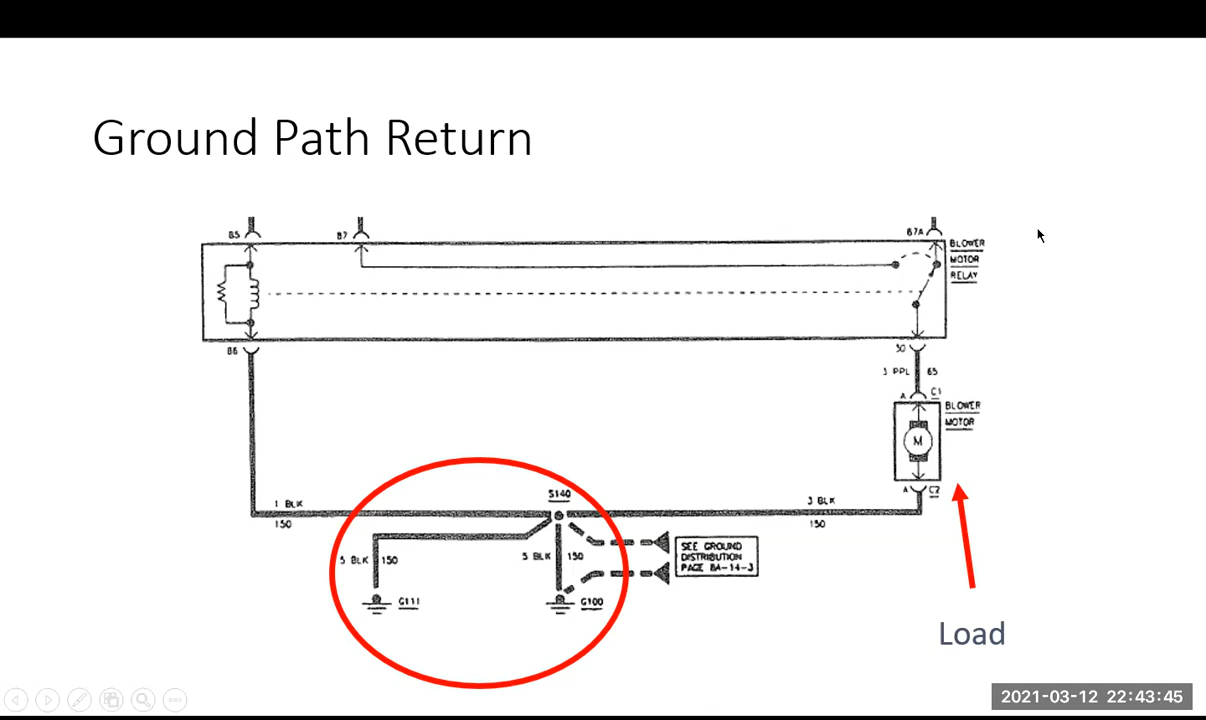 Ground Path Return
B5
B7
B7A
BLOWER
MOTOR
RELAY
B6
30
3 PPL 65
A C1
BLOWER
MOTOR
M
A C2
S140
1 BLK
150
3 BLK
150
5 BLK 150
5 BLK 150
SEE GROUND
DISTRIBUTION
PAGE 8A-14-3
G111
G100
Load
2021-03-12 22:43:45